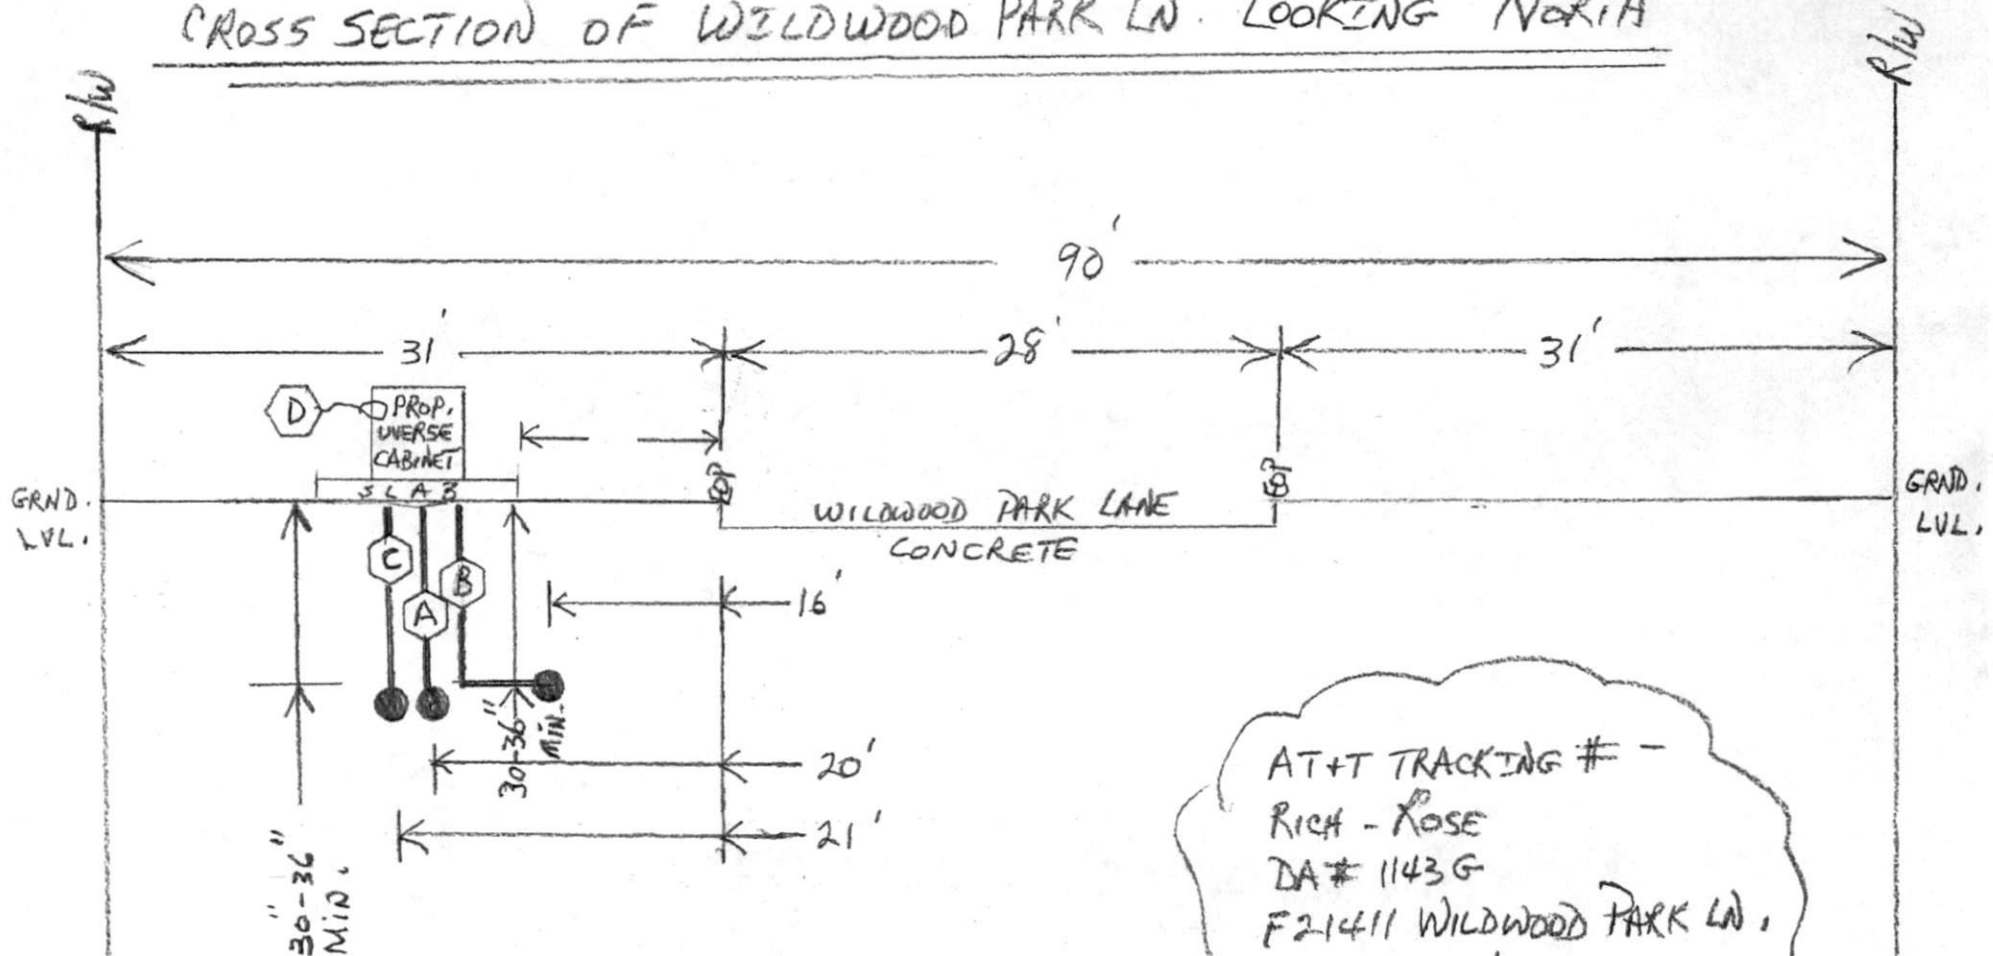 CROSS SECTION OF WILDWOOD PARK LN. LOOKING NORTH
R/W
R/W
90'
31'
28'
31'
D
PROP.
UVERSE
CABINET
SLAB
EOP
EOP
GRND.
LVL.
WILDWOOD PARK LANE
CONCRETE
GRND.
LVL.
C
B
A
16'
20'
21'
30-36"
MIN.
30-36"
MIN.
AT+T TRACKING # -
RICH - ROSE
DA# 1143G
F21411 WILDWOOD PARK LN.